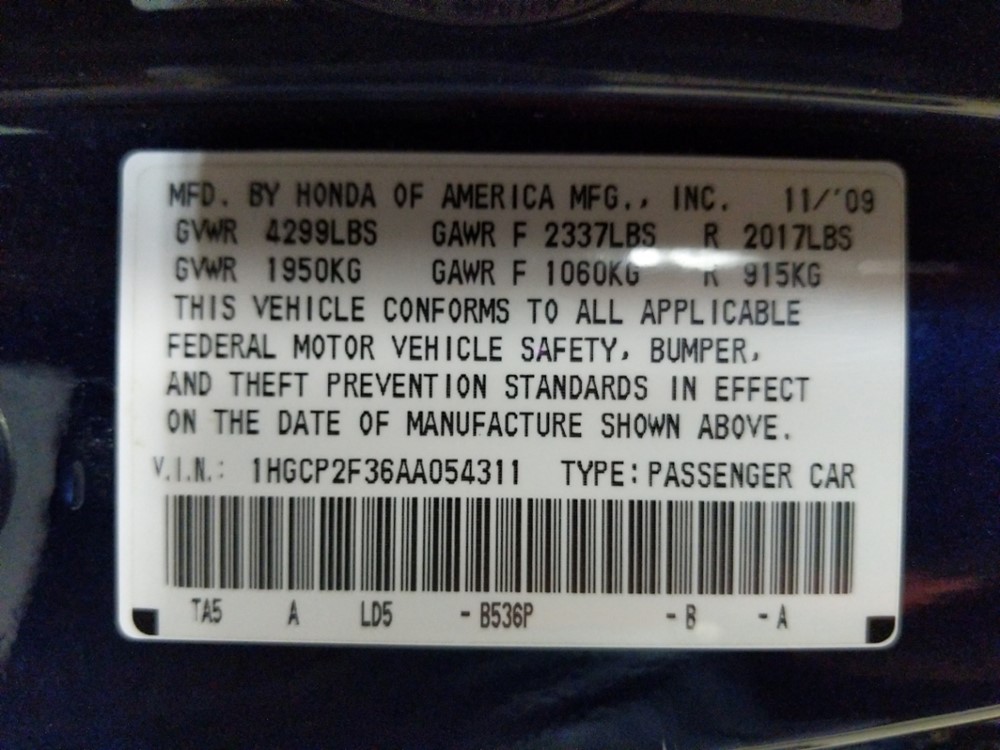 MFD. BY HONDA OF AMERICA MFG., INC. 11/'09
GVWR 4299LBS GAWR F 2337LBS R 2017LBS
GVWR 1950KG GAWR F 1060KG R 915KG
THIS VEHICLE CONFORMS TO ALL APPLICABLE
FEDERAL MOTOR VEHICLE SAFETY, BUMPER,
AND THEFT PREVENTION STANDARDS IN EFFECT
ON THE DATE OF MANUFACTURE SHOWN ABOVE.
V.I.N.: 1HGCP2F36AA054311 TYPE: PASSENGER CAR
TA5 A LD5 -B536P -B -A